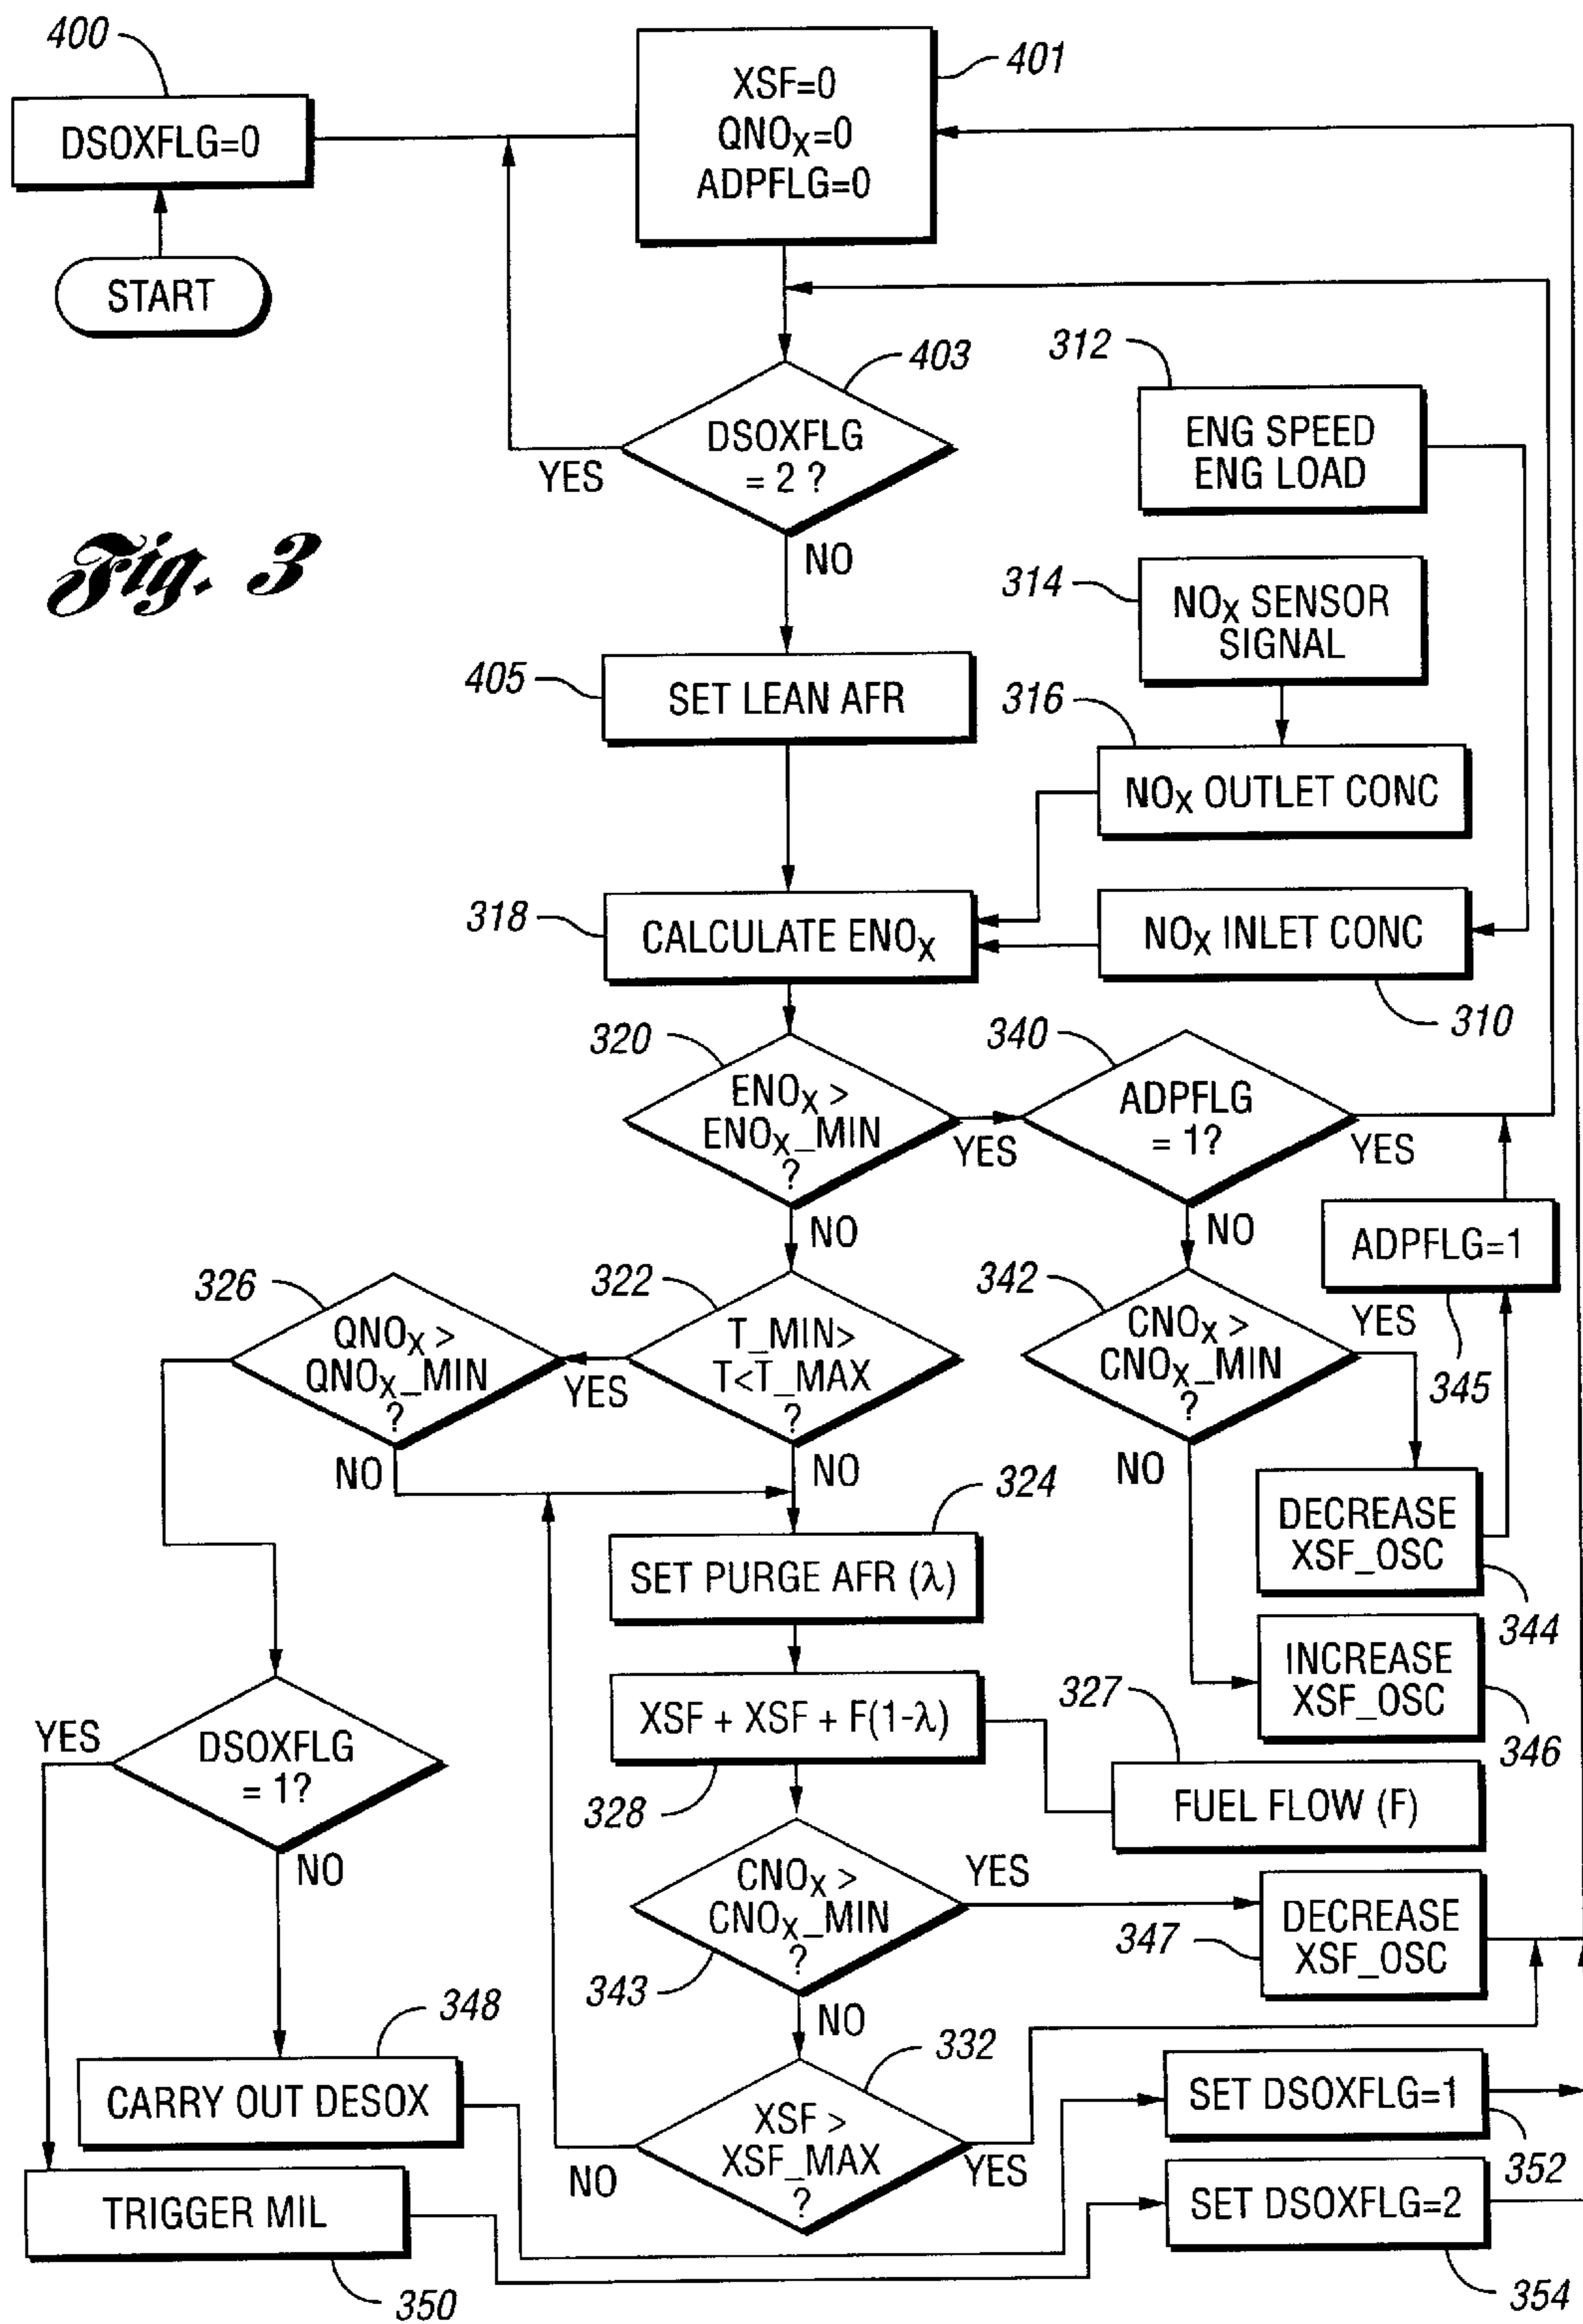 400
DSOXFLG=0
START
XSF=0
QNOX=0
ADPFLG=0
401
403
DSOXFLG
= 2 ?
YES
NO
Fig. 3
312
ENG SPEED
ENG LOAD
314
NOX SENSOR
SIGNAL
405
SET LEAN AFR
316
NOX OUTLET CONC
318
CALCULATE ENOX
NOX INLET CONC
310
320
ENOX >
ENOX_MIN
?
YES
NO
340
ADPFLG
= 1?
YES
NO
ADPFLG=1
345
326
QNOX >
QNOX_MIN
?
NO
322
T_MIN>
T<T_MAX
?
YES
NO
342
CNOX >
CNOX_MIN
?
YES
NO
324
SET PURGE AFR (λ)
DECREASE
XSF_OSC
344
INCREASE
XSF_OSC
346
XSF + XSF + F(1-λ)
328
327
FUEL FLOW (F)
YES
DSOXFLG
= 1?
NO
CNOX >
CNOX_MIN
?
343
YES
NO
347
DECREASE
XSF_OSC
348
CARRY OUT DESOX
332
XSF >
XSF_MAX
?
NO
YES
SET DSOXFLG=1
352
TRIGGER MIL
350
SET DSOXFLG=2
354